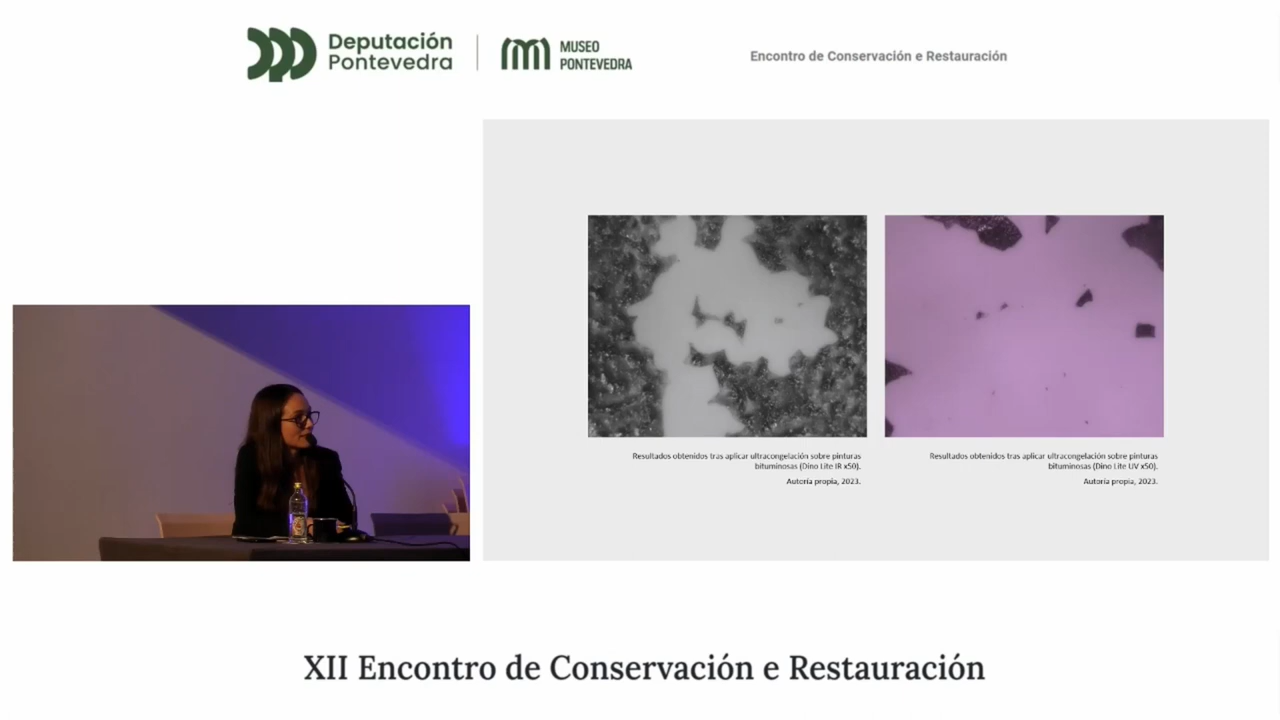 Deputación
Pontevedra
MUSEO
PONTEVEDRA
Encontro de Conservación e Restauración
Resultados obtenidos tras aplicar ultracongelación sobre pinturas
bituminosas (Dino Lite IR x50).
Autoría propia, 2023.
Resultados obtenidos tras aplicar ultracongelación sobre pinturas
bituminosas (Dino Lite UV x50).
Autoría propia, 2023.
XII Encontro de Conservación e Restauración